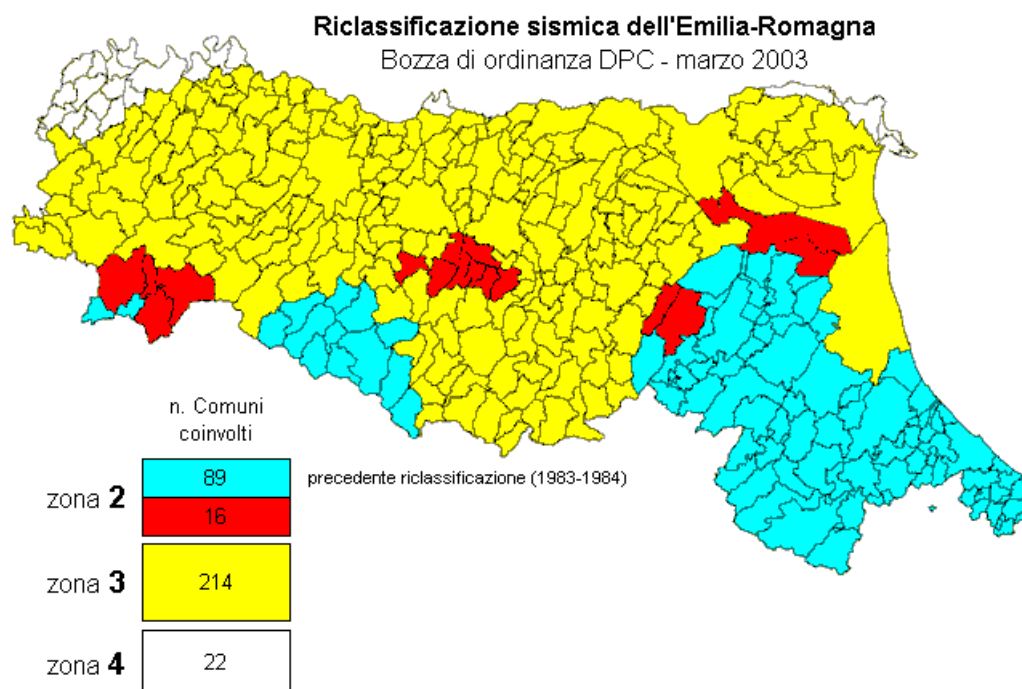 Riclassificazione sismica dell'Emilia-Romagna
Bozza di ordinanza DPC - marzo 2003
n. Comuni
coinvolti
zona 2
89
precedente riclassificazione (1983-1984)
16
zona 3
214
zona 4
22